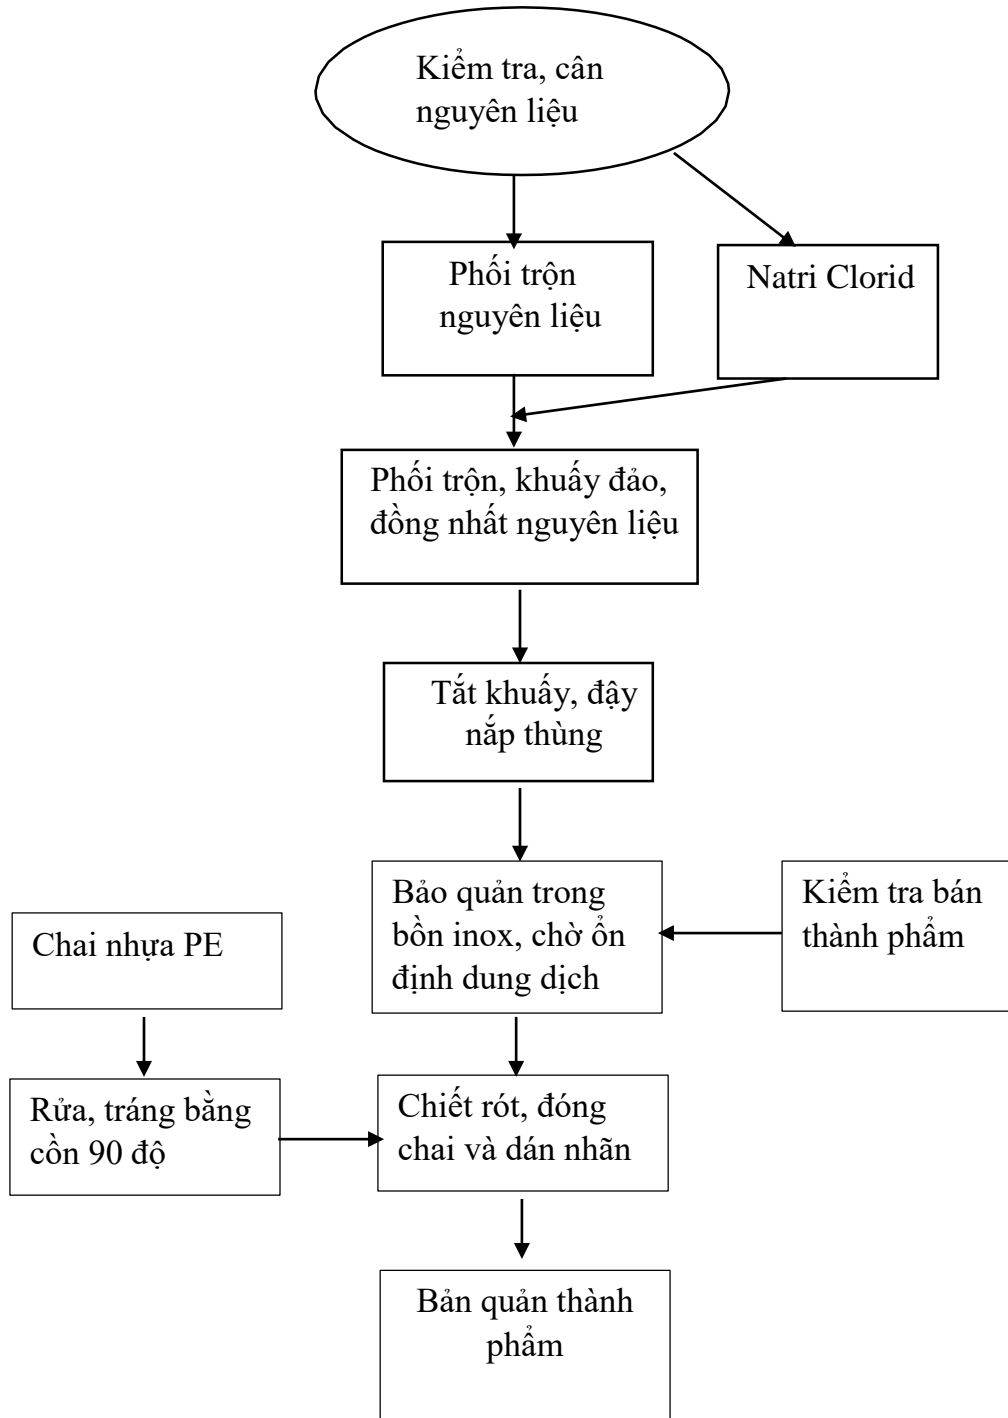 Kiểm tra, cân
nguyên liệu
Phối trộn
nguyên liệu
Natri Clorid
Phối trộn, khuấy đảo,
đồng nhất nguyên liệu
Tắt khuấy, đậy
nắp thùng
Bảo quản trong
bồn inox, chờ ổn
định dung dịch
Kiểm tra bán
thành phẩm
Chai nhựa PE
Rửa, tráng bằng
cồn 90 độ
Chiết rót, đóng
chai và dán nhãn
Bản quản thành
phẩm